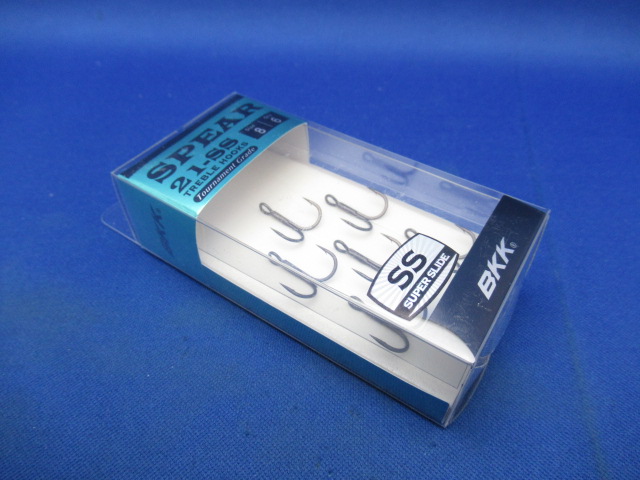 SPEAR
21-SS
TREBLE HOOKS
Tournament Grade
8
6
SS
SUPER SLIDE
BKK®
BKK